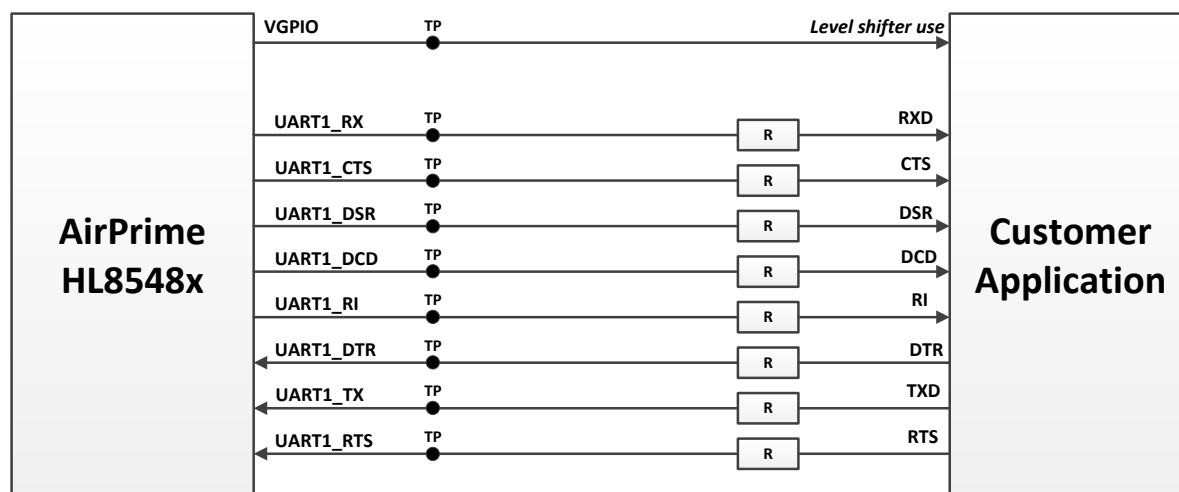 VGPIO TP Level shifter use
UART1_RX TP R RXD
UART1_CTS TP R CTS
UART1_DSR TP R DSR
UART1_DCD TP R DCD
UART1_RI TP R RI
UART1_DTR TP R DTR
UART1_TX TP R TXD
UART1_RTS TP R RTS
AirPrime
HL8548x
Customer
Application